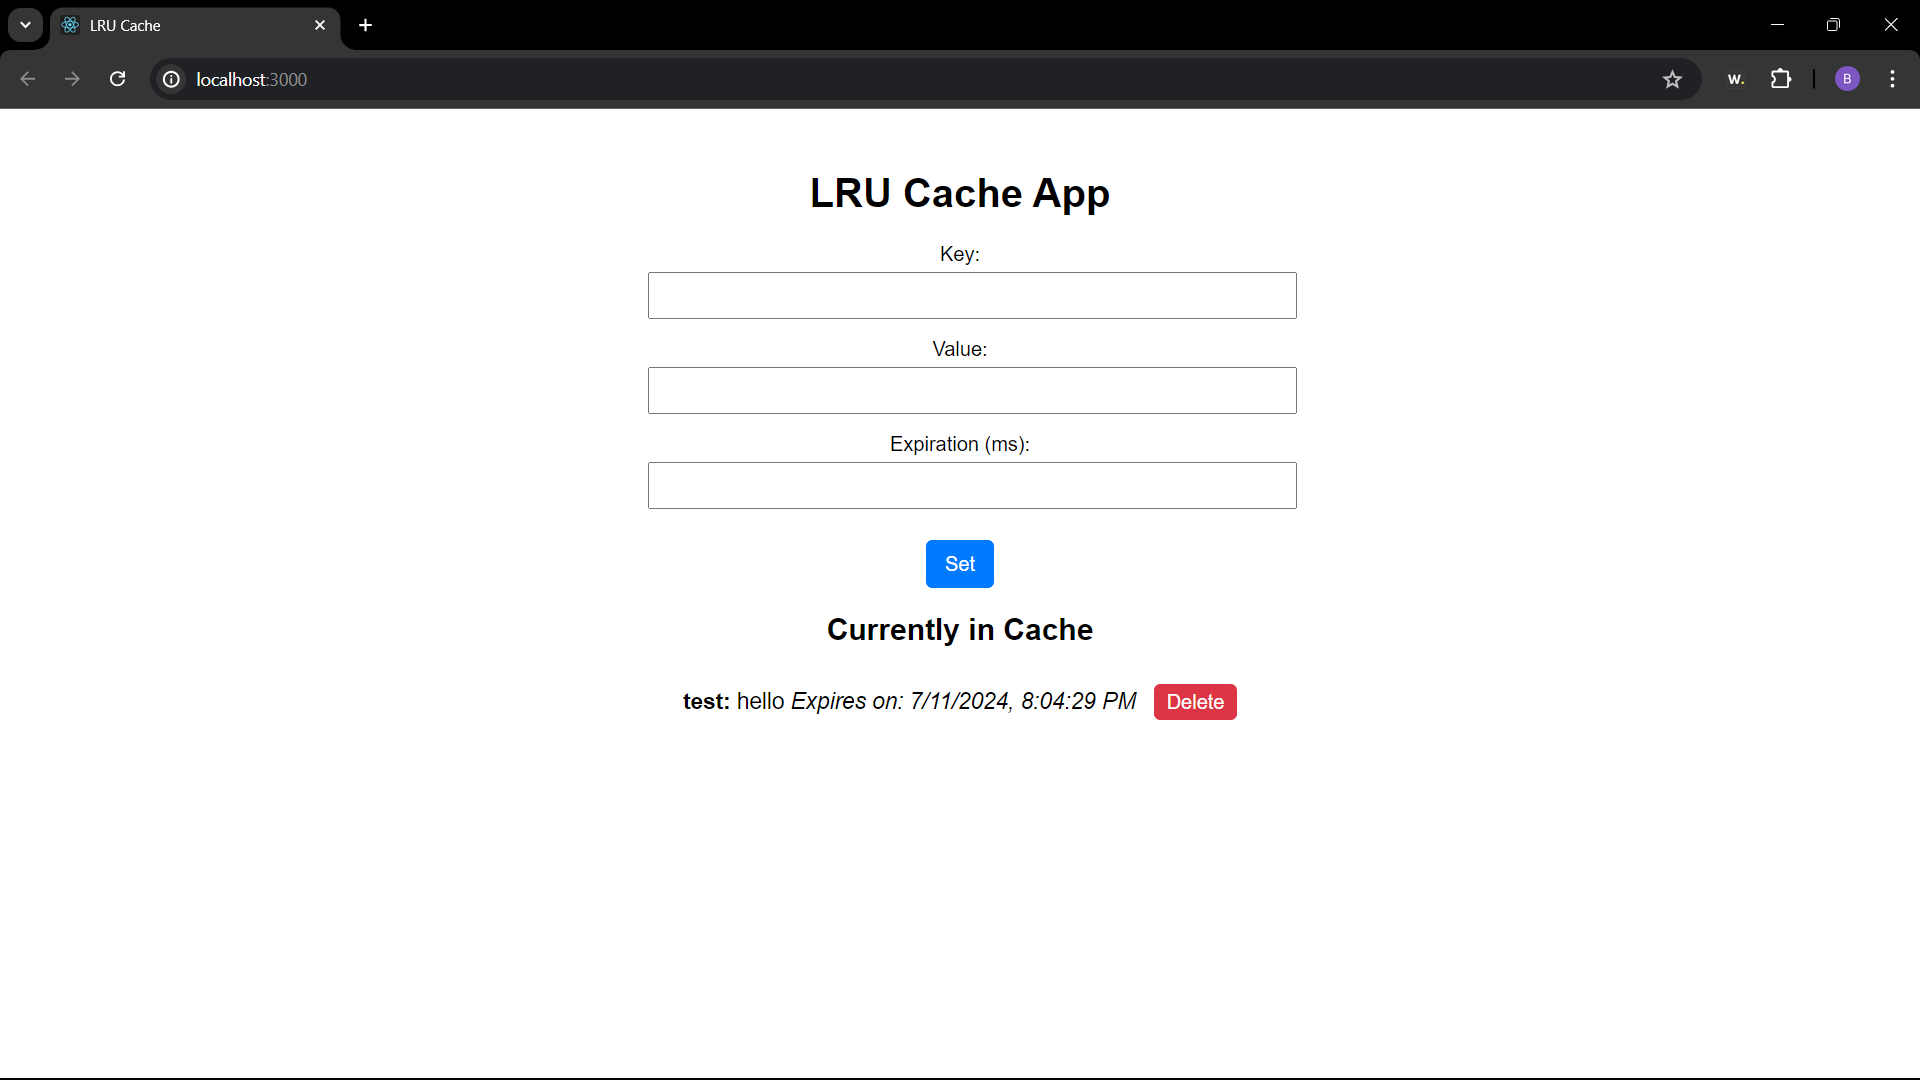 LRU Cache
localhost:3000
w.
B
LRU Cache App
Key:
Value:
Expiration (ms):
Set
Currently in Cache
test: hello Expires on: 7/11/2024, 8:04:29 PM Delete